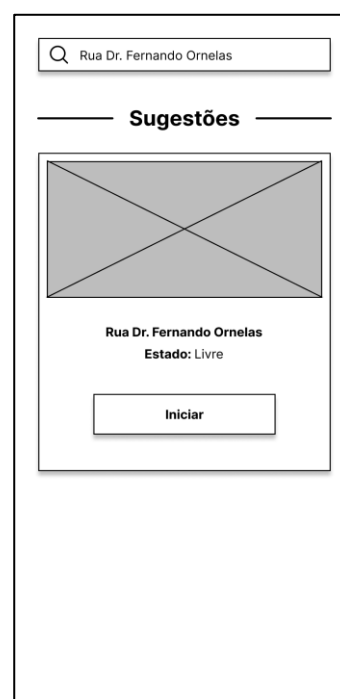 Rua Dr. Fernando Ornelas
Sugestões
Rua Dr. Fernando Ornelas
Estado: Livre
Iniciar